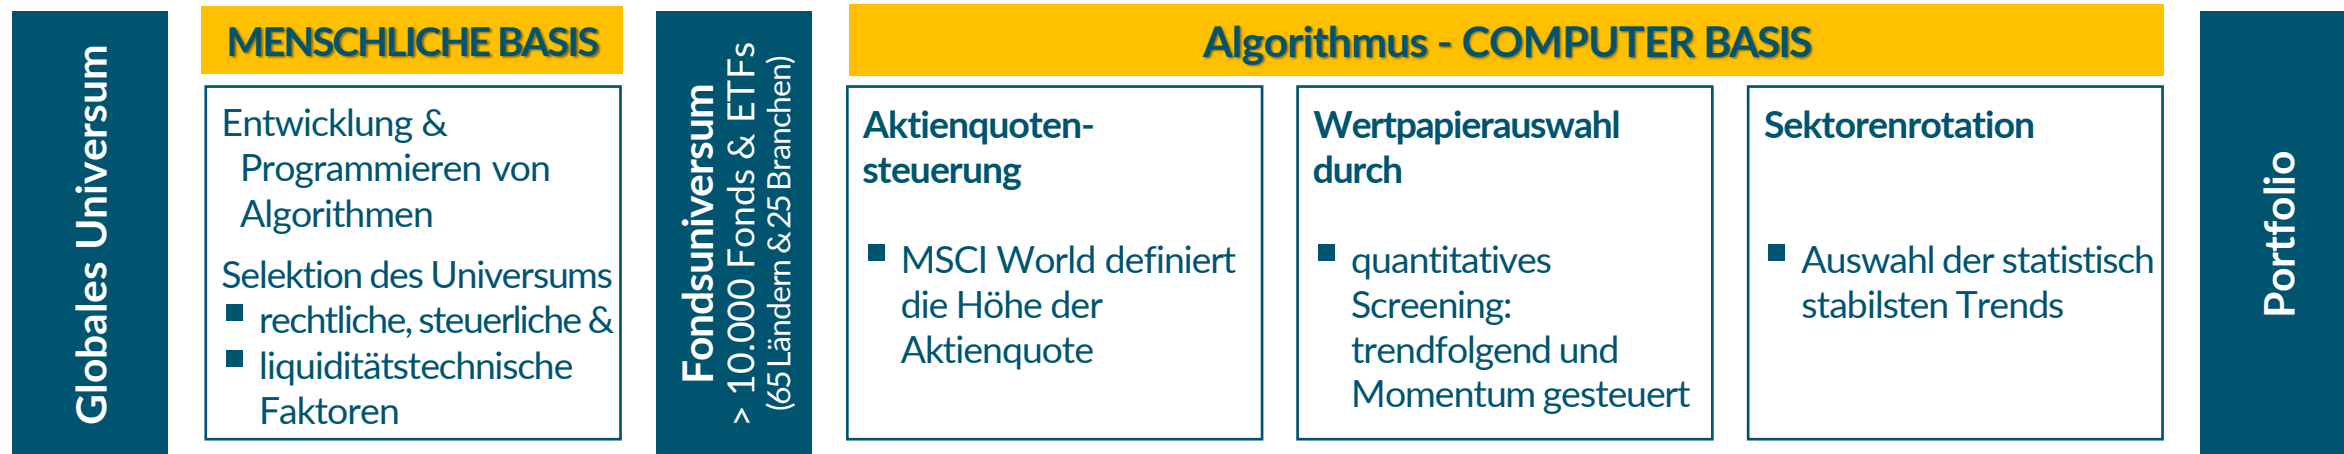 Globales Universum
MENSCHLICHE BASIS
Entwicklung &
Programmieren von
Algorithmen
Selektion des Universums
▪ rechtliche, steuerliche &
▪ liquiditätstechnische
Faktoren
Fondsuniversum
> 10.000 Fonds & ETFs
(65 Ländern & 25 Branchen)
Algorithmus - COMPUTER BASIS
Aktienquoten-
steuerung
▪ MSCI World definiert
die Höhe der
Aktienquote
Wertpapierauswahl
durch
▪ quantitatives
Screening:
trendfolgend und
Momentum gesteuert
Sektorenrotation
▪ Auswahl der statistisch
stabilsten Trends
Portfolio